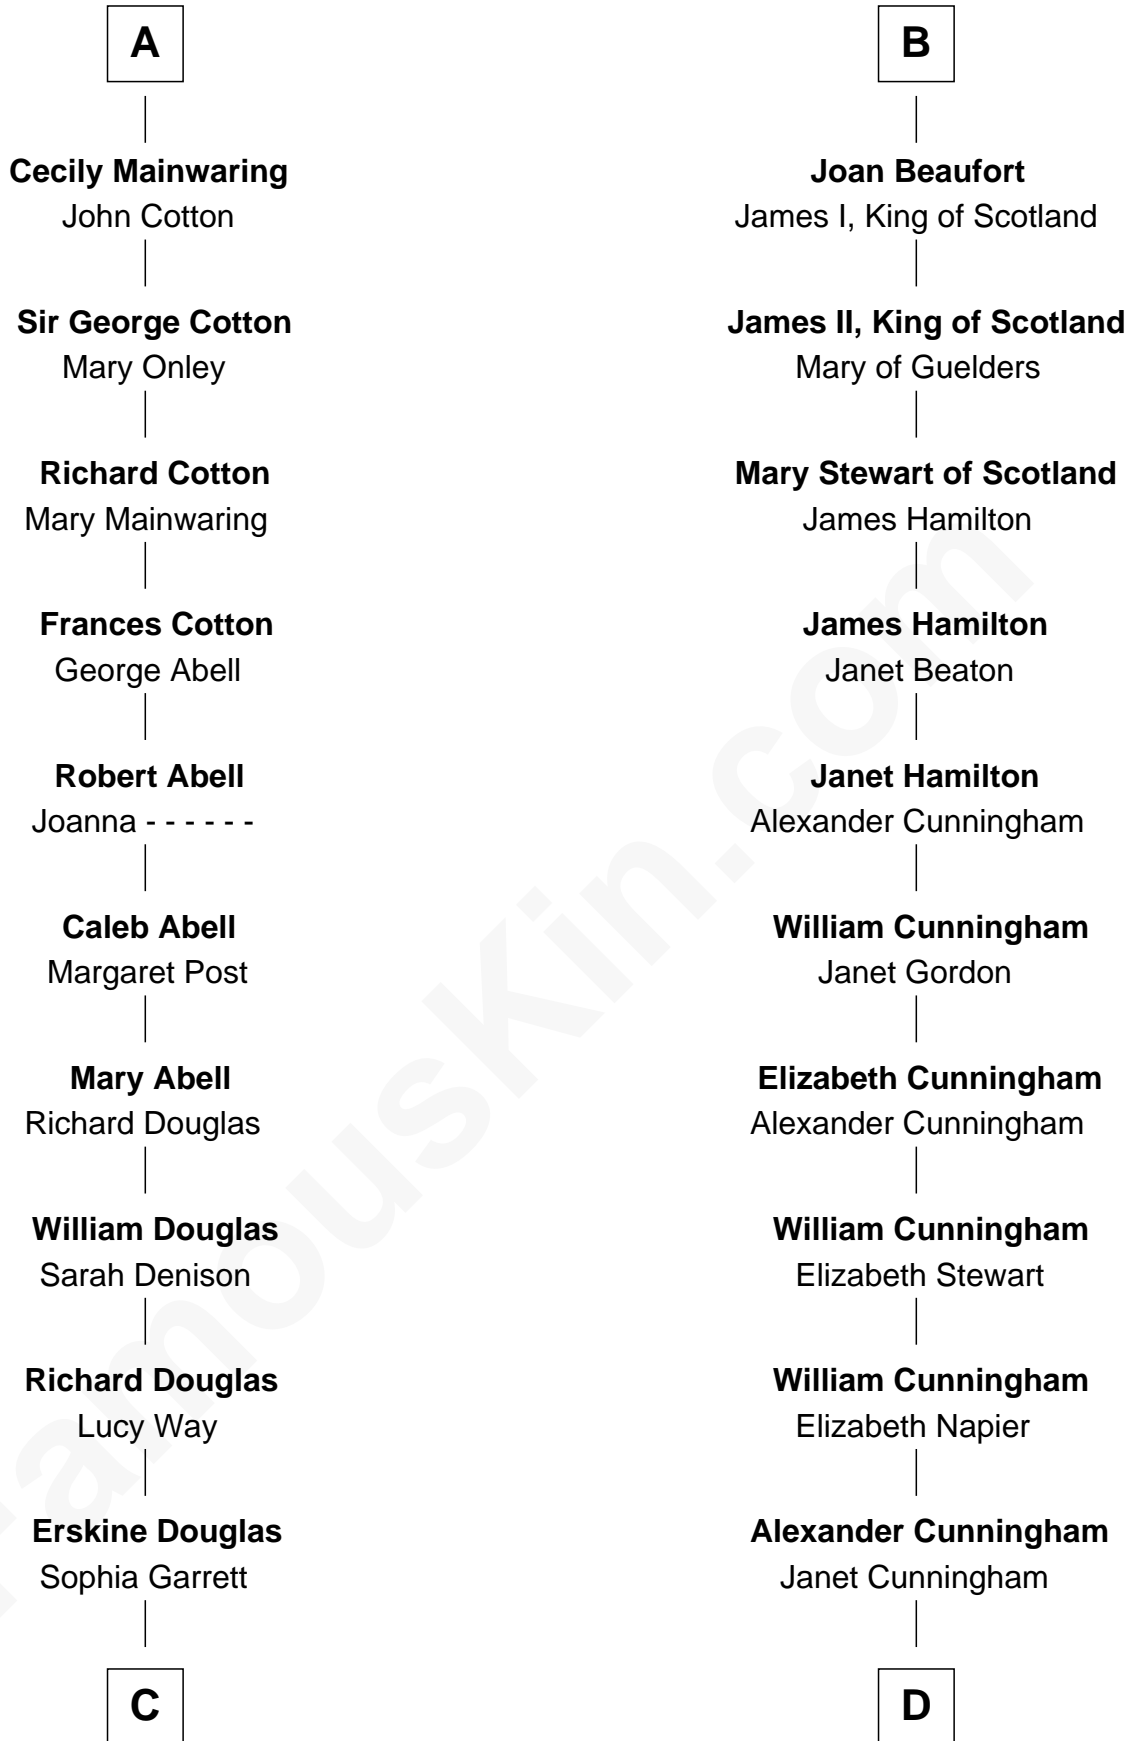 A
Cecily Mainwaring
John Cotton
Sir George Cotton
Mary Onley
Richard Cotton
Mary Mainwaring
Frances Cotton
George Abell
Robert Abell
Joanna - - - - - -
Caleb Abell
Margaret Post
Mary Abell
Richard Douglas
William Douglas
Sarah Denison
Richard Douglas
Lucy Way
Erskine Douglas
Sophia Garrett
C
B
Joan Beaufort
James I, King of Scotland
James II, King of Scotland
Mary of Guelders
Mary Stewart of Scotland
James Hamilton
James Hamilton
Janet Beaton
Janet Hamilton
Alexander Cunningham
William Cunningham
Janet Gordon
Elizabeth Cunningham
Alexander Cunningham
William Cunningham
Elizabeth Stewart
William Cunningham
Elizabeth Napier
Alexander Cunningham
Janet Cunningham
D
FamousKin.com